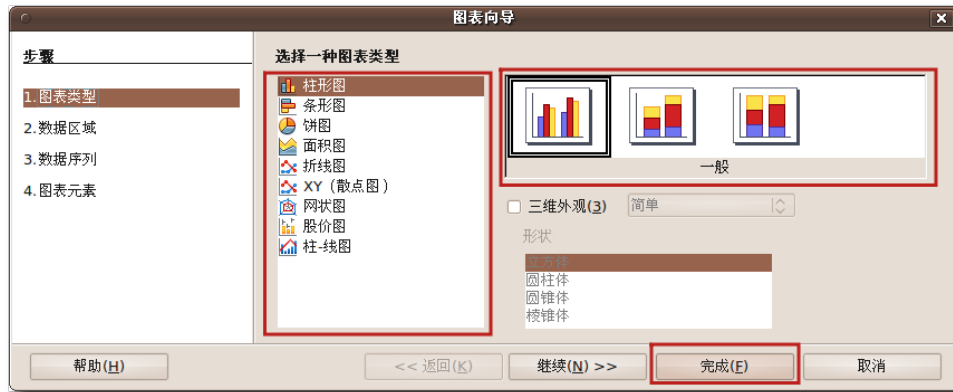 图表向导
步骤
1.图表类型
2.数据区域
3.数据序列
4.图表元素
选择一种图表类型
柱形图
条形图
饼图
面积图
折线图
XY（散点图）
网状图
股价图
柱-线图
一般
三维外观(3)
简单
形状
立方体
圆柱体
圆锥体
棱锥体
帮助(H)
<< 返回(K)
继续(N) >>
完成(F)
取消